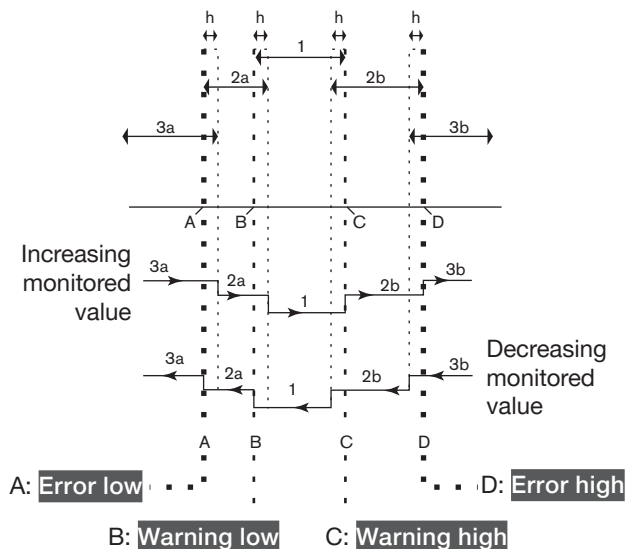 h h h h
1
2a 2b
3a 3b
A B C D
Increasing
monitored
value
3a 2a 1 2b 3b
3a 2a 1 2b 3b
Decreasing
monitored
value
A B C D
A: Error low
D: Error high
B: Warning low C: Warning high